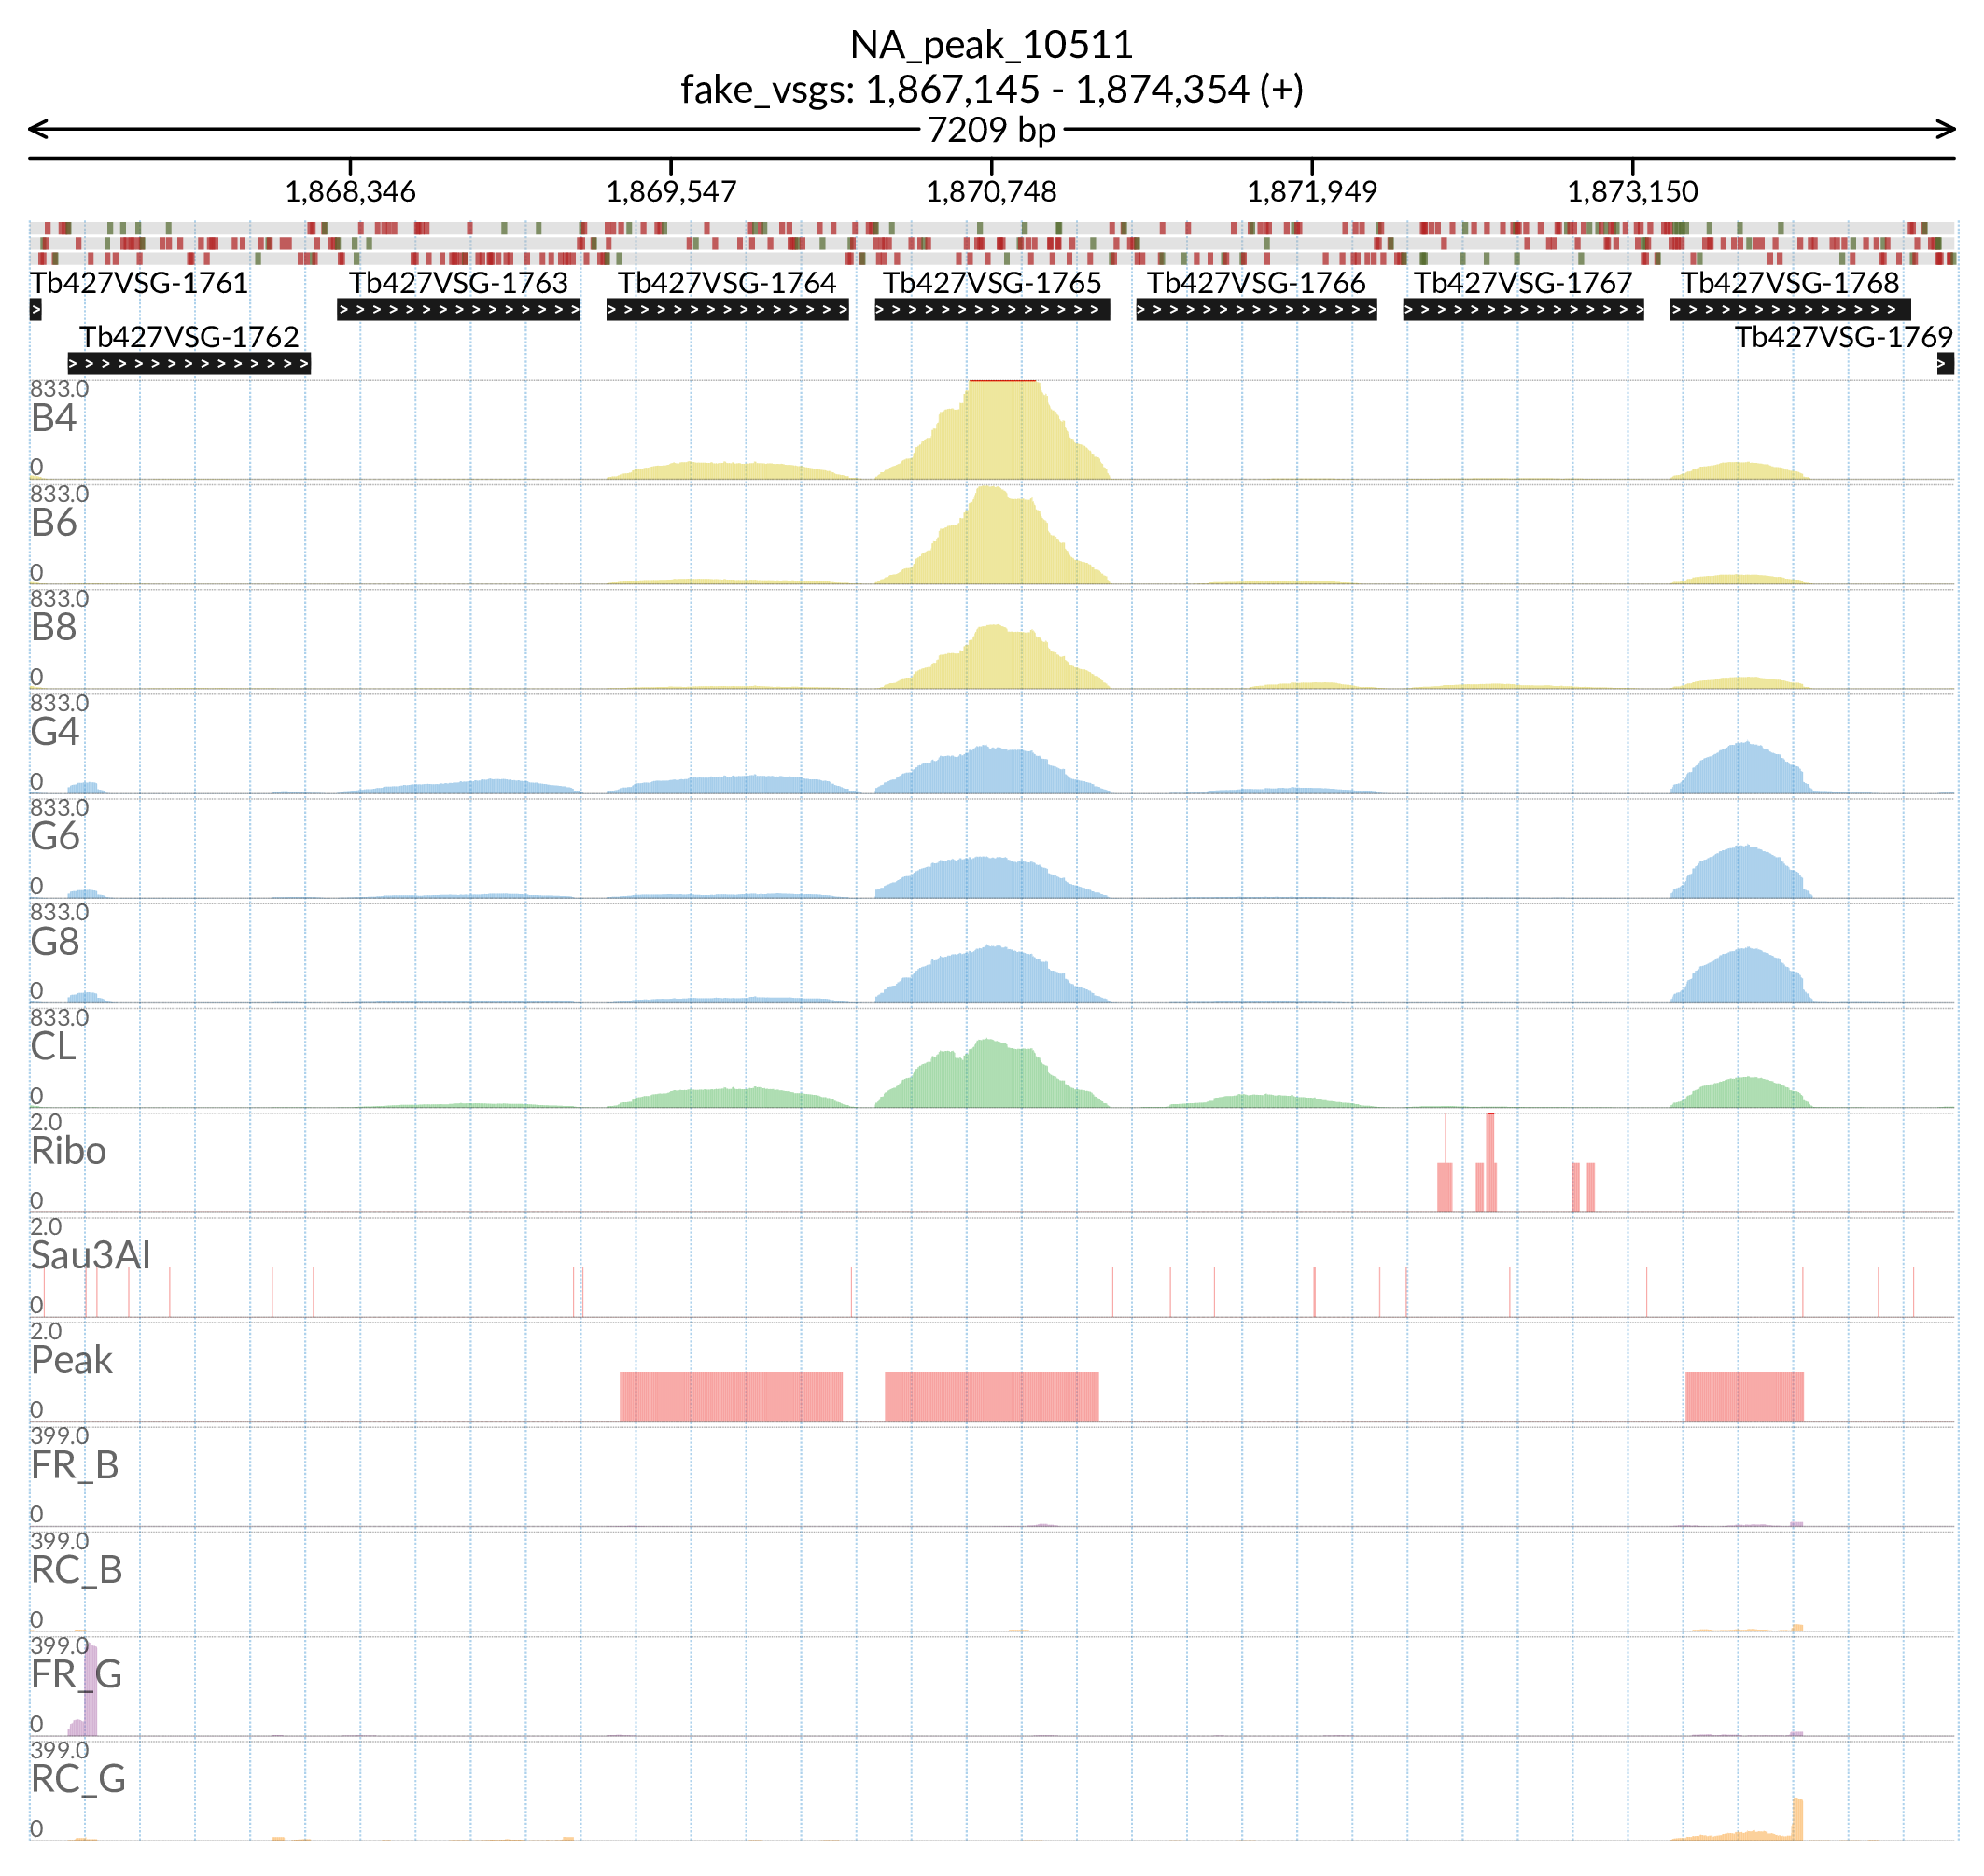 NA_peak_10511
fake_vsgs: 1,867,145 - 1,874,354 (+)
7209 bp
1,868,346 1,869,547 1,870,748 1,871,949 1,873,150
Tb427VSG-1761 Tb427VSG-1763 Tb427VSG-1764 Tb427VSG-1765 Tb427VSG-1766 Tb427VSG-1767 Tb427VSG-1768
Tb427VSG-1762 Tb427VSG-1769
833.0
B4
0
833.0
B6
0
833.0
B8
0
833.0
G4
0
833.0
G6
0
833.0
G8
0
833.0
CL
0
2.0
Ribo
0
2.0
Sau3AI
0
2.0
Peak
0
399.0
FR_B
0
399.0
RC_B
0
399.0
FR_G
0
399.0
RC_G
0